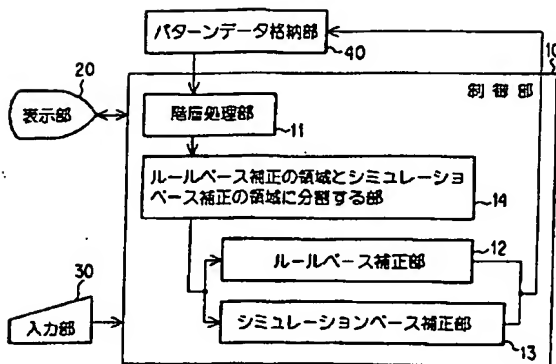 パターンデータ格納部
40
10
20
制御部
表示部
階層処理部
11
ルールベース補正の領域とシミュレーショ
ンベース補正の領域に分割する部
14
12
ルールベース補正部
30
入力部
シミュレーションベース補正部
13